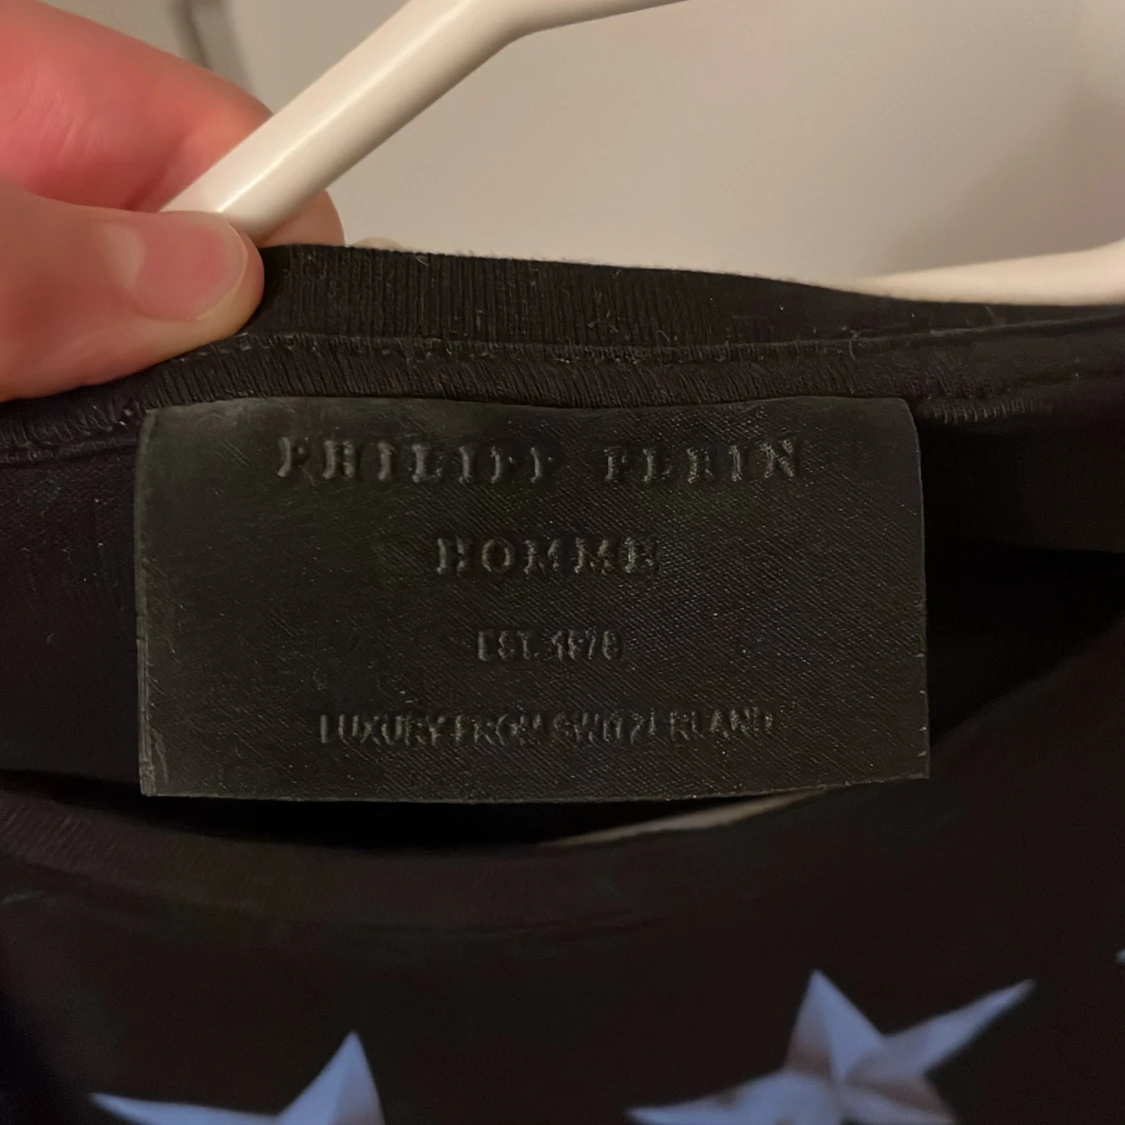 PHILIPP PLEIN
HOMME
EST. 1978
LUXURY FROM SWITZERLAND